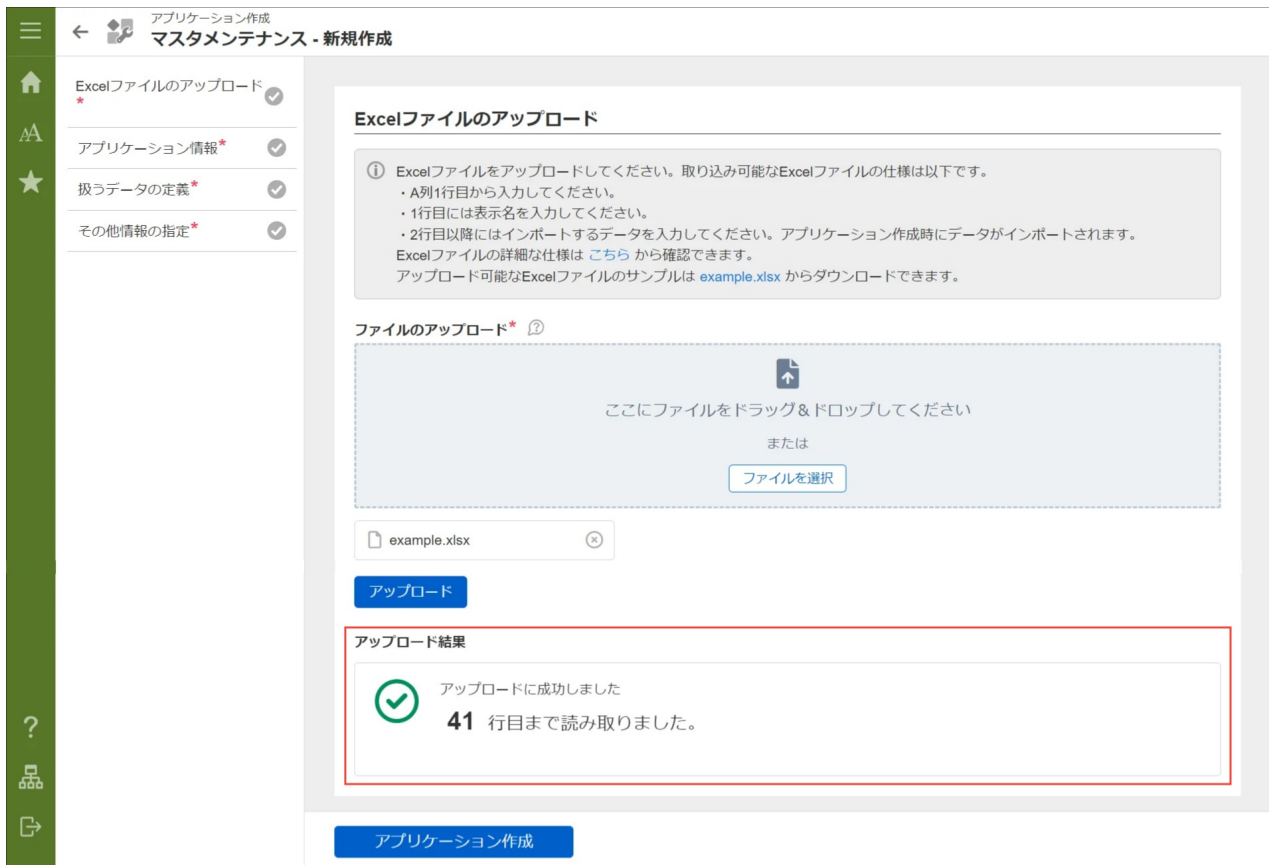 アプリケーション作成
マスタメンテナンス - 新規作成
Excelファイルのアップロード
*
アプリケーション情報*
扱うデータの定義*
その他情報の指定*
Excelファイルのアップロード
Excelファイルをアップロードしてください。取り込み可能なExcelファイルの仕様は以下です。
・A列1行目から入力してください。
・1行目には表示名を入力してください。
・2行目以降にはインポートするデータを入力してください。アプリケーション作成時にデータがインポートされます。
Excelファイルの詳細な仕様は こちら から確認できます。
アップロード可能なExcelファイルのサンプルは example.xlsx からダウンロードできます。
ファイルのアップロード*
ここにファイルをドラッグ&ドロップしてください
または
ファイルを選択
example.xlsx
アップロード
アップロード結果
アップロードに成功しました
41 行目まで読み取りました。
アプリケーション作成